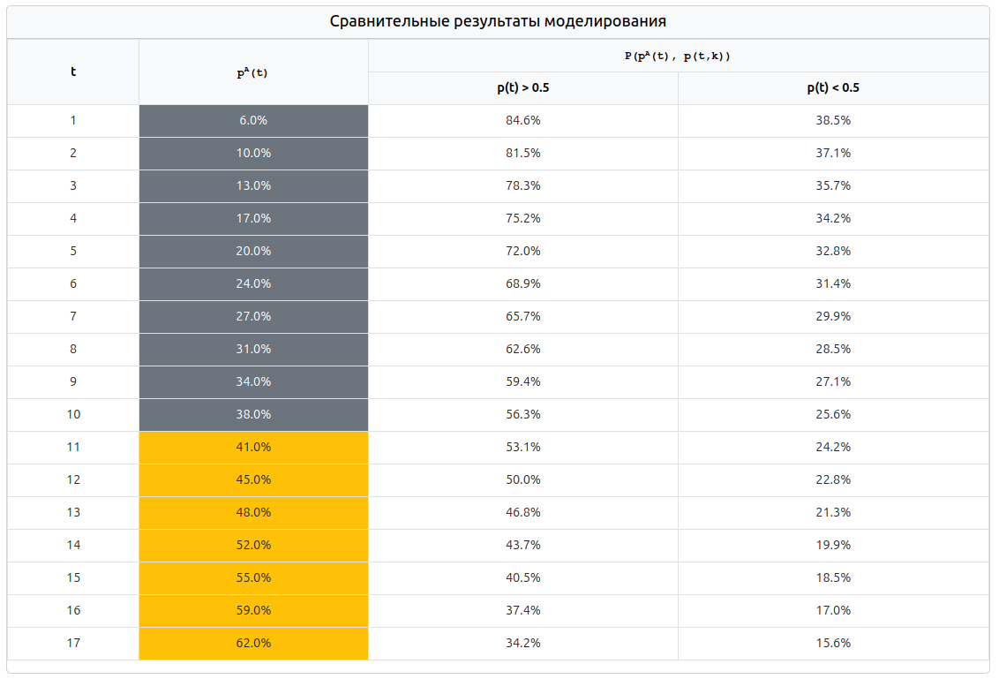 Сравнительные результаты моделирования
t pᴬ(t) P(pᴬ(t), p(t,k))
p(t) > 0.5 p(t) < 0.5
1 6.0% 84.6% 38.5%
2 10.0% 81.5% 37.1%
3 13.0% 78.3% 35.7%
4 17.0% 75.2% 34.2%
5 20.0% 72.0% 32.8%
6 24.0% 68.9% 31.4%
7 27.0% 65.7% 29.9%
8 31.0% 62.6% 28.5%
9 34.0% 59.4% 27.1%
10 38.0% 56.3% 25.6%
11 41.0% 53.1% 24.2%
12 45.0% 50.0% 22.8%
13 48.0% 46.8% 21.3%
14 52.0% 43.7% 19.9%
15 55.0% 40.5% 18.5%
16 59.0% 37.4% 17.0%
17 62.0% 34.2% 15.6%